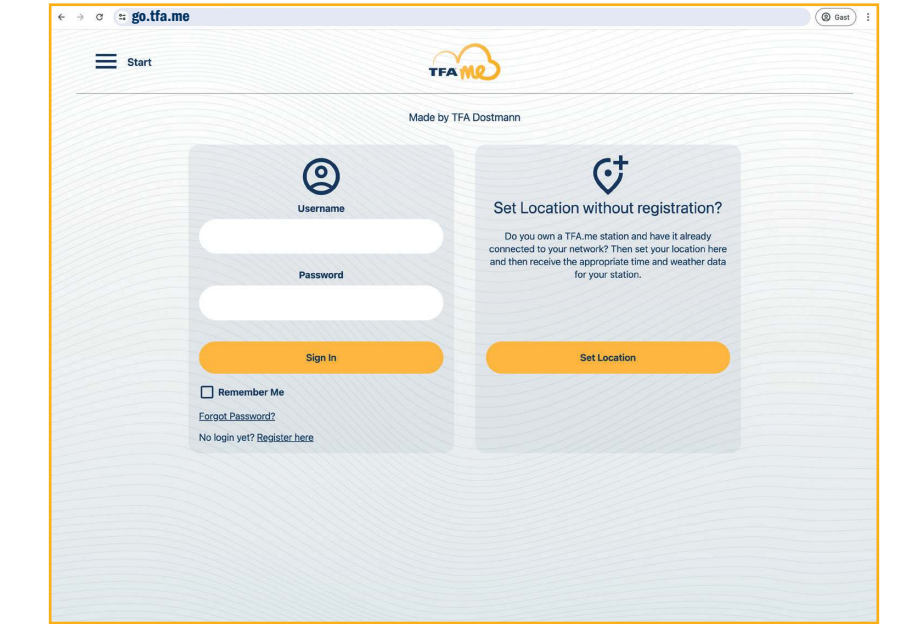 go.tfa.me
Gast
Start
TFA me
Made by TFA Dostmann
Username
Password
Sign In
Remember Me
Forgot Password?
No login yet? Register here
Set Location without registration?
Do you own a TFA.me station and have it already
connected to your network? Then set your location here
and then receive the appropriate time and weather data
for your station.
Set Location